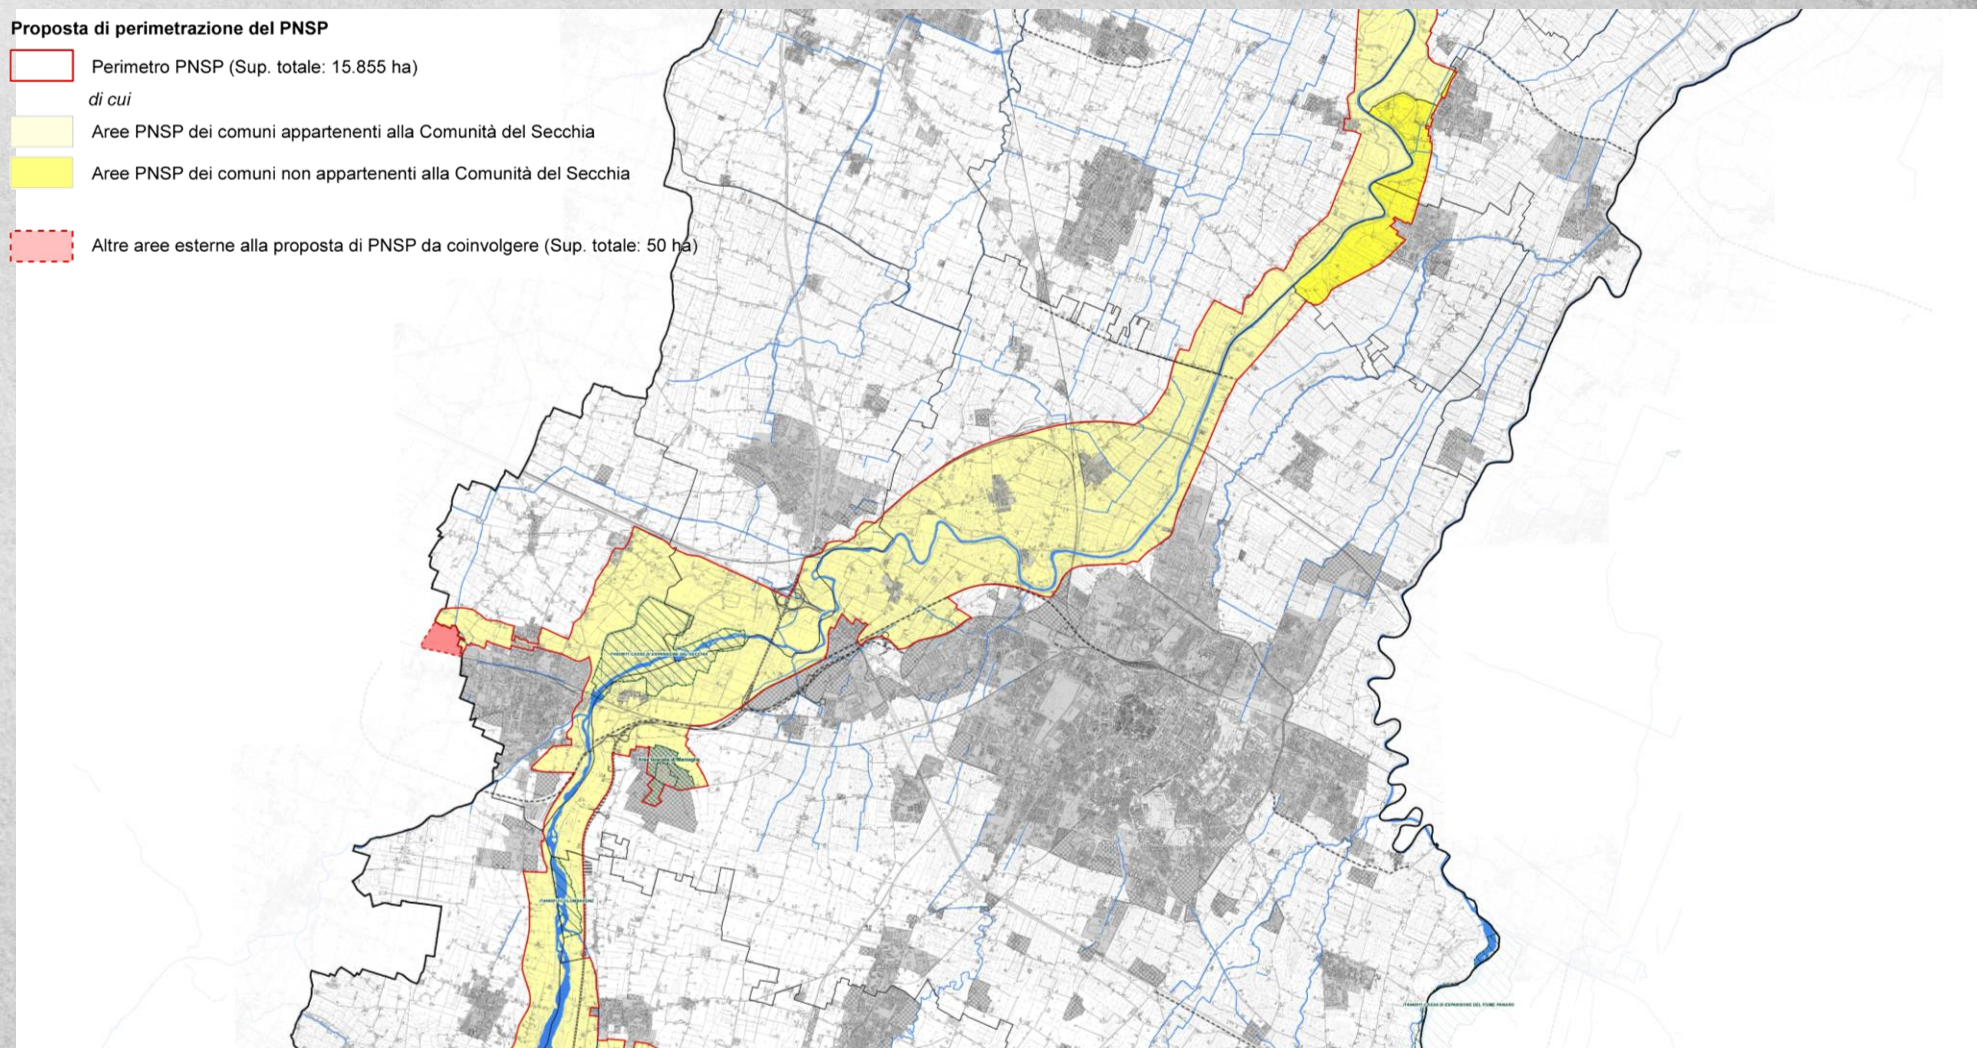 Proposta di perimetrazione del PNSP
Perimetro PNSP (Sup. totale: 15.855 ha)
di cui
Aree PNSP dei comuni appartenenti alla Comunità del Secchia
Aree PNSP dei comuni non appartenenti alla Comunità del Secchia
Altre aree esterne alla proposta di PNSP da coinvolgere (Sup. totale: 50 ha)